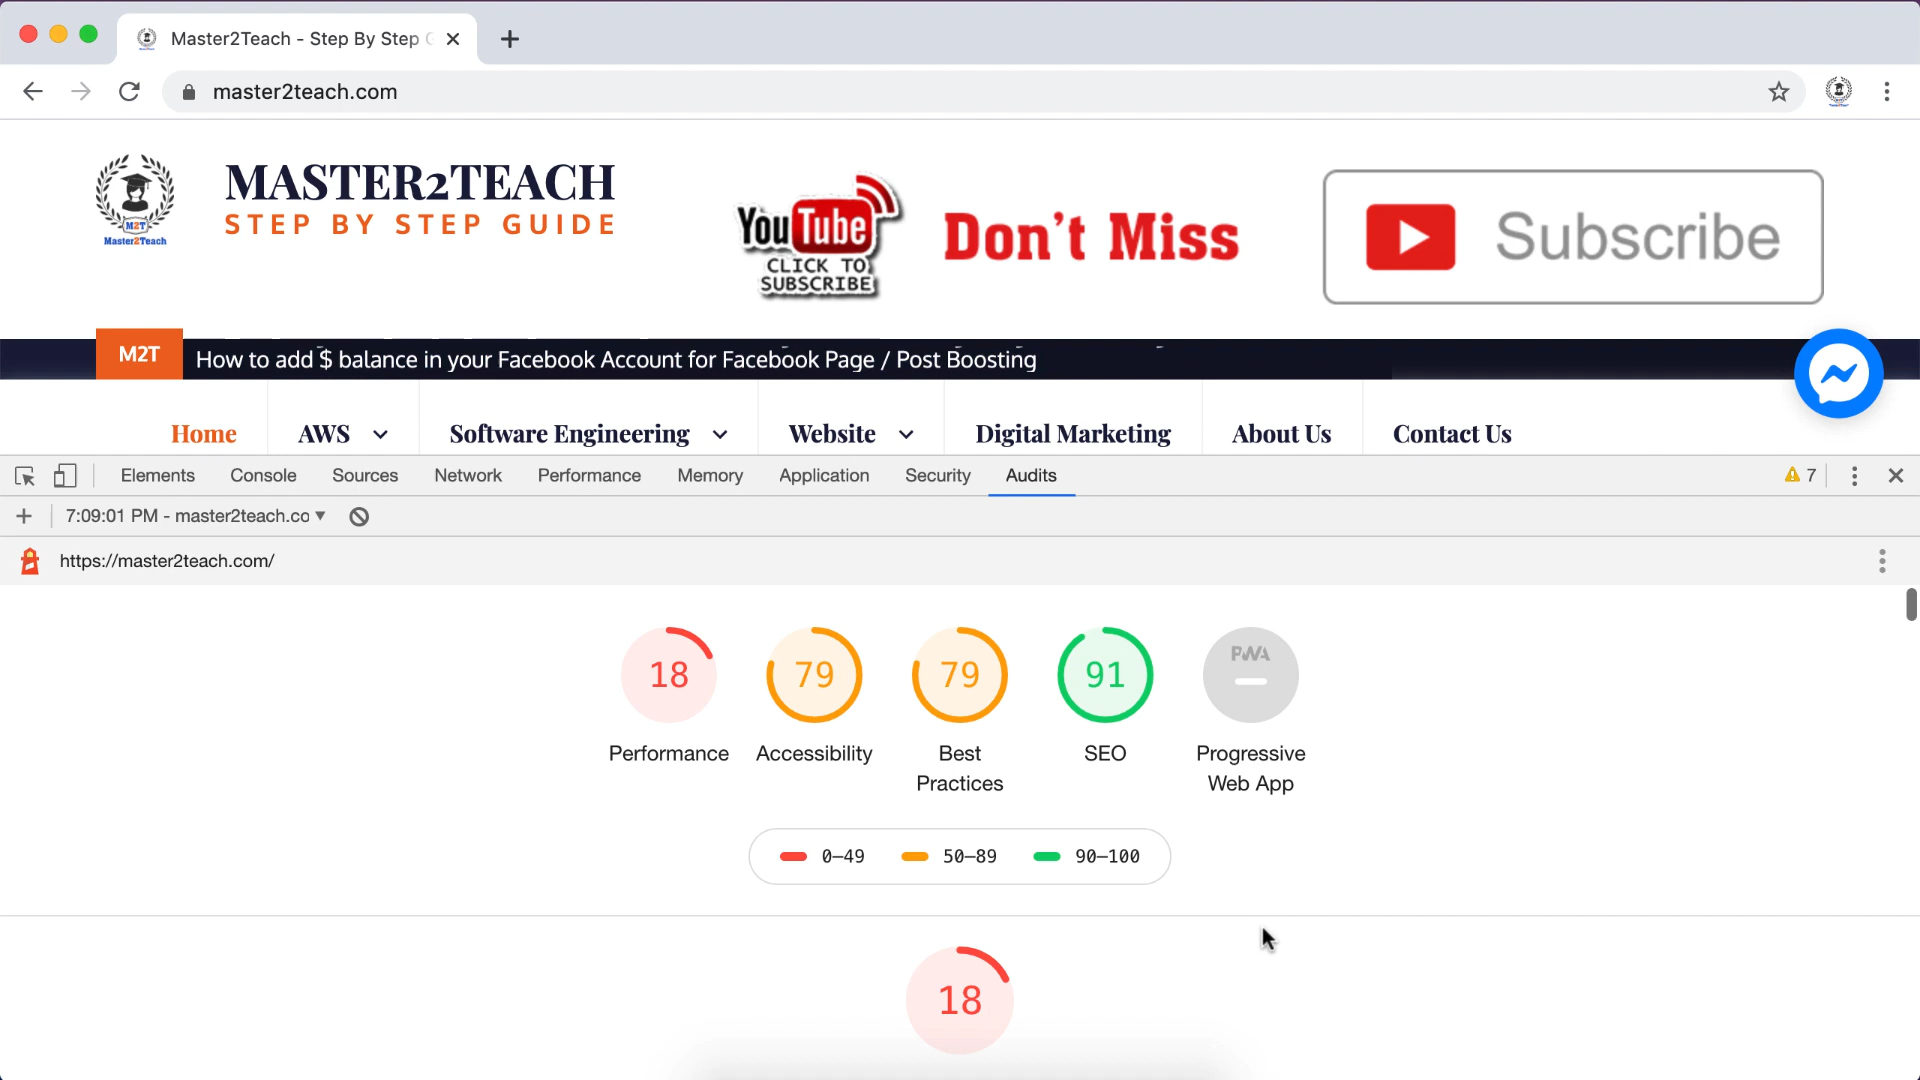 Master2Teach - Step By Step G
master2teach.com
M2T
Master2Teach
MASTER2TEACH
STEP BY STEP GUIDE
YouTube
CLICK TO
SUBSCRIBE
Don't Miss
Subscribe
M2T
How to add $ balance in your Facebook Account for Facebook Page / Post Boosting
Home
AWS
Software Engineering
Website
Digital Marketing
About Us
Contact Us
Elements
Console
Sources
Network
Performance
Memory
Application
Security
Audits
7
7:09:01 PM - master2teach.co
https://master2teach.com/
18
79
79
91
PWA
Performance
Accessibility
Best
Practices
SEO
Progressive
Web App
0–49
50–89
90–100
18